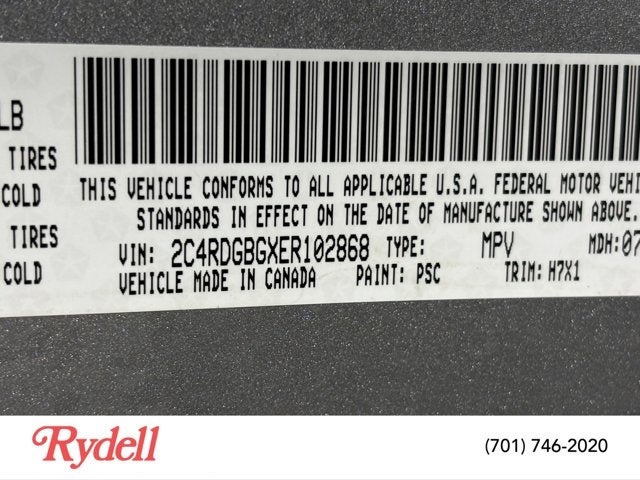 LB
TIRES
COLD
TIRES
COLD
THIS VEHICLE CONFORMS TO ALL APPLICABLE U.S.A. FEDERAL MOTOR VEHI
STANDARDS IN EFFECT ON THE DATE OF MANUFACTURE SHOWN ABOVE.
VIN: 2C4RDGBGXER102868 TYPE: MPV MDH:07
VEHICLE MADE IN CANADA PAINT: PSC TRIM: H7X1
Rydell
(701) 746-2020